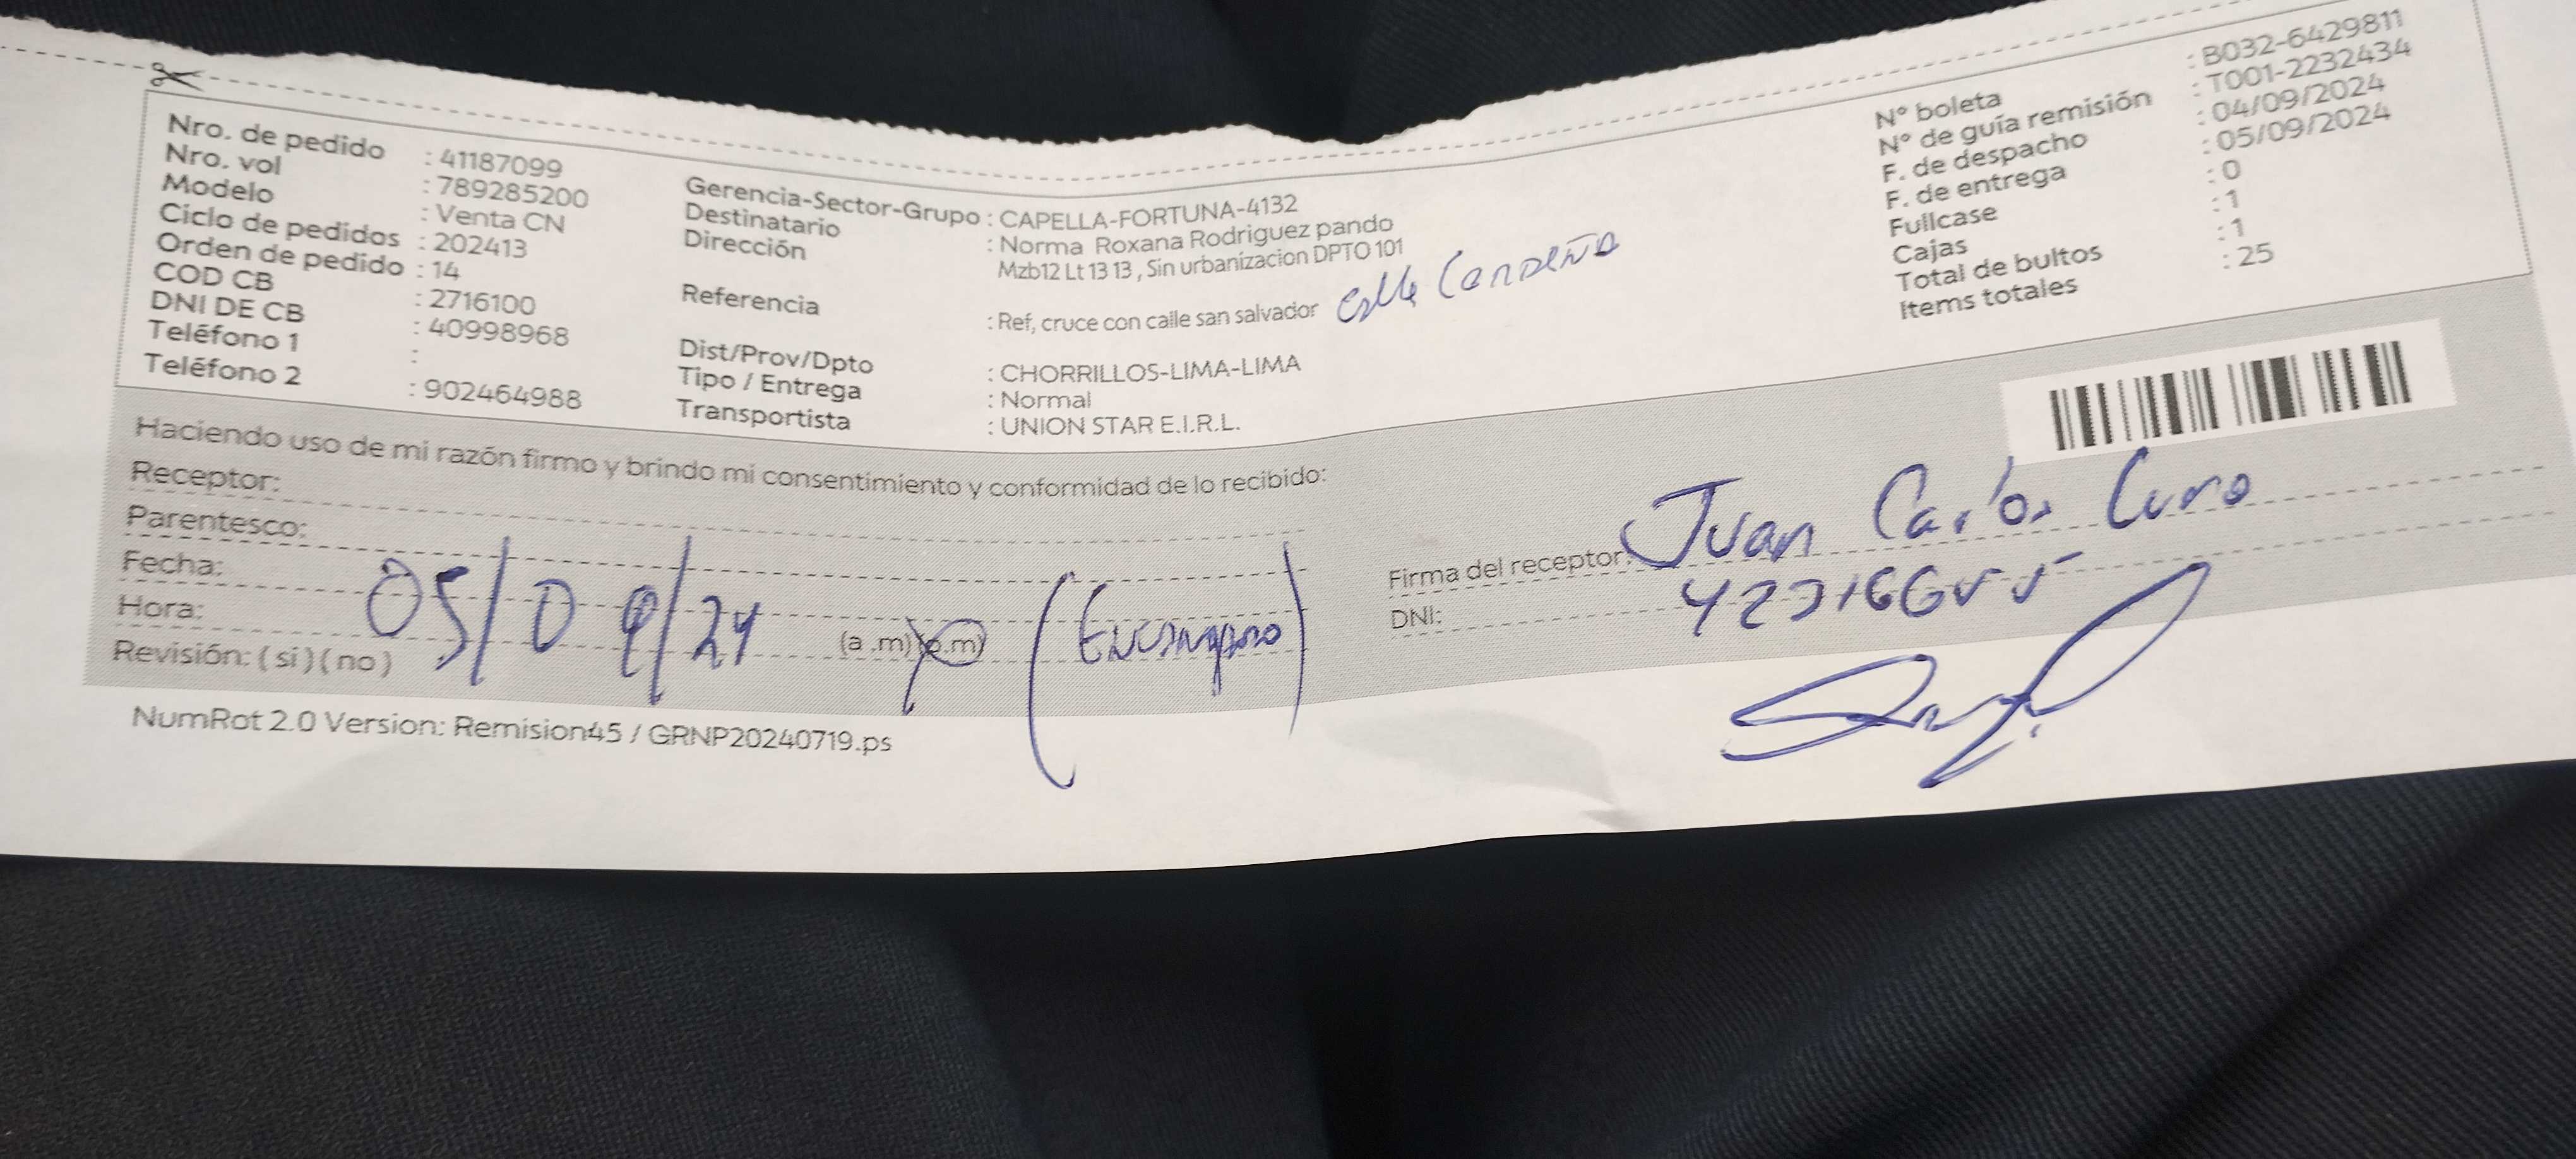 Nro. de pedido : 41187099
Nro. vol : 789285200
Modelo : Venta CN
Ciclo de pedidos : 202413
Orden de pedido : 14
COD CB : 2716100
DNI DE CB : 40998968
Teléfono 1 :
Teléfono 2 : 902464988
Gerencia-Sector-Grupo : CAPELLA-FORTUNA-4132
Destinatario : Norma Roxana Rodriguez pando
Dirección Mzb12 Lt 13 13 , Sin urbanizacion DPTO 101
Referencia : Ref, cruce con calle san salvador Calle
Dist/Prov/Dpto : CHORRILLOS-LIMA-LIMA
Tipo / Entrega : Normal
Transportista : UNION STAR E.I.R.L.
N° boleta : B032-6429811
N° de guía remisión : T001-2232434
F. de despacho : 04/09/2024
F. de entrega : 05/09/2024
Fullcase : 0
Cajas : 1
Total de bultos : 1
Items totales : 25
Haciendo uso de mi razón firmo y brindo mi consentimiento y conformidad de lo recibido:
Receptor:
Parentesco:
Fecha: 05/09/24
Hora: (a .m) (p.m)
Revisión: ( si ) ( no )
Firma del receptor: Juan Carlos
DNI:
NumRot 2.0 Version: Remision45 / GRNP20240719.ps